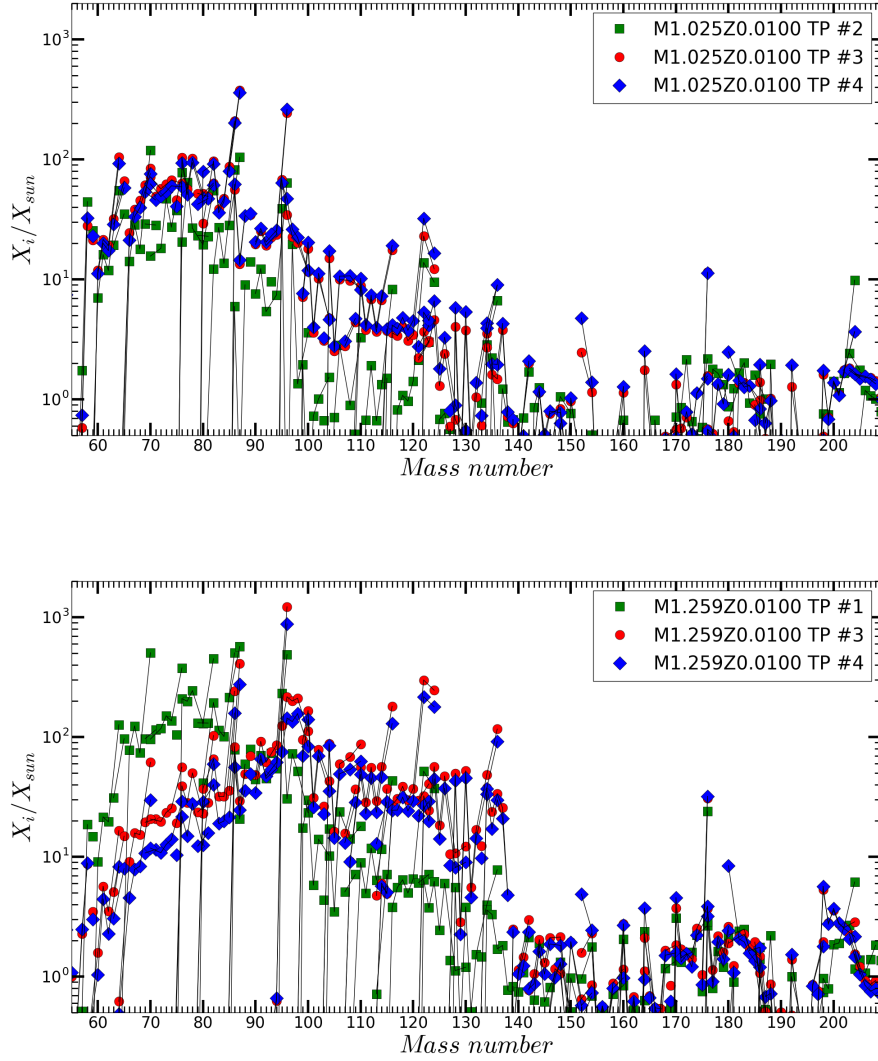 10³
10²
10¹
10⁰
X_i/X_sun
M1.025Z0.0100 TP #2
M1.025Z0.0100 TP #3
M1.025Z0.0100 TP #4
60 70 80 90 100 110 120 130 140 150 160 170 180 190 200
Mass number
10³
10²
10¹
10⁰
X_i/X_sun
M1.259Z0.0100 TP #1
M1.259Z0.0100 TP #3
M1.259Z0.0100 TP #4
60 70 80 90 100 110 120 130 140 150 160 170 180 190 200
Mass number